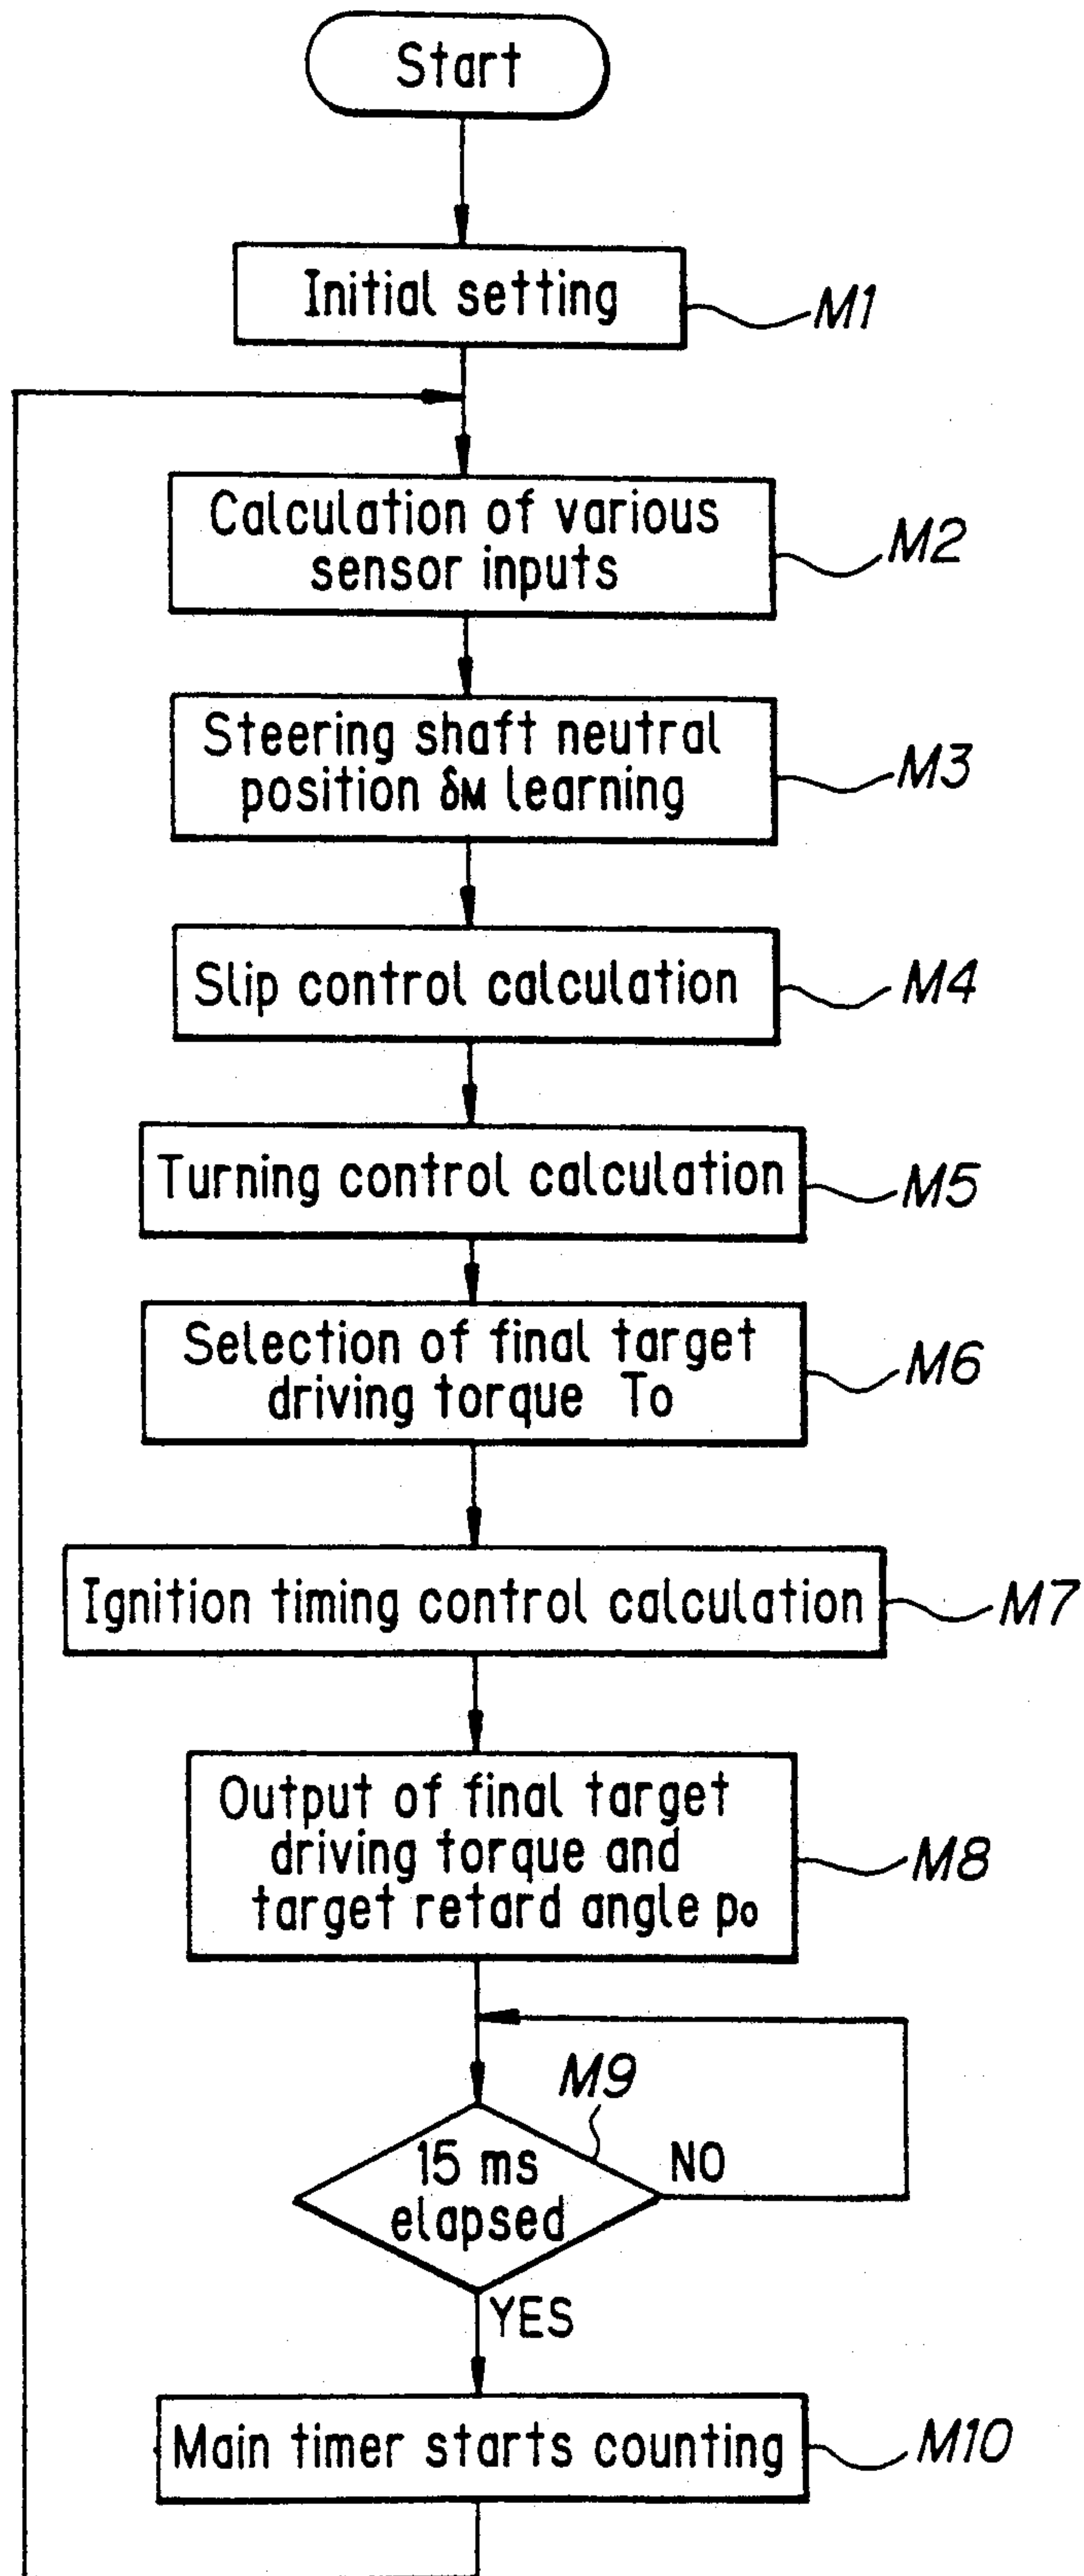 Start
Initial setting
M1
Calculation of various
sensor inputs
M2
Steering shaft neutral
position δM learning
M3
Slip control calculation
M4
Turning control calculation
M5
Selection of final target
driving torque To
M6
Ignition timing control calculation
M7
Output of final target
driving torque and
target retard angle po
M8
M9
15 ms
elapsed
NO
YES
Main timer starts counting
M10